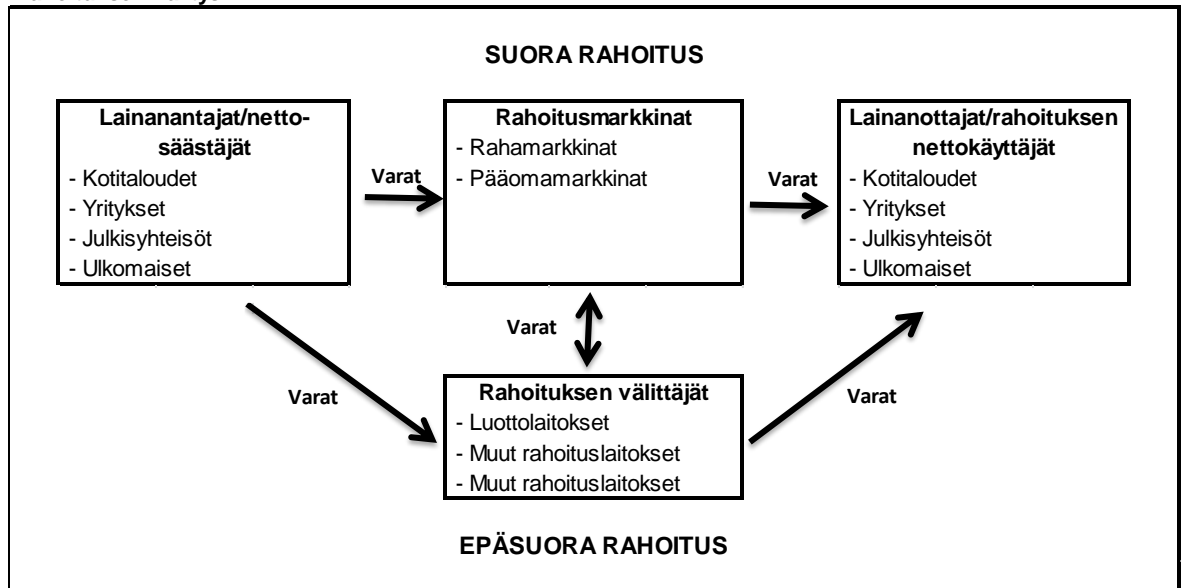 SUORA RAHOITUS
Lainanantajat/netto-
säästäjät
- Kotitaloudet
- Yritykset
- Julkisyhteisöt
- Ulkomaiset
Varat
Rahoitusmarkkinat
- Rahamarkkinat
- Pääomamarkkinat
Varat
Lainanottajat/rahoituksen
nettokäyttäjät
- Kotitaloudet
- Yritykset
- Julkisyhteisöt
- Ulkomaiset
Varat
Varat
Rahoituksen välittäjät
- Luottolaitokset
- Muut rahoituslaitokset
- Muut rahoituslaitokset
Varat
EPÄSUORA RAHOITUS